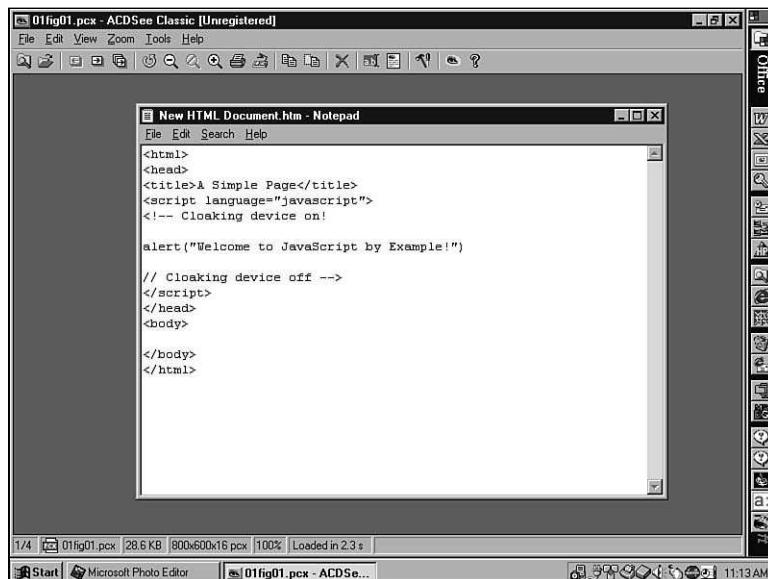 01fig01.pcx - ACDSee Classic [Unregistered]
File Edit View Zoom Tools Help
Office
New HTML Document.htm - Notepad
File Edit Search Help
<html>
<head>
<title>A Simple Page</title>
<script language="javascript">
<!-- Cloaking device on!
alert("Welcome to JavaScript by Example!")
// Cloaking device off -->
</script>
</head>
<body>
</body>
</html>
1/4 01fig01.pcx 28.6 KB 800x600x16 pcx 100% Loaded in 2.3 s
Start Microsoft Photo Editor 01fig01.pcx - ACDSe... 11:13 AM